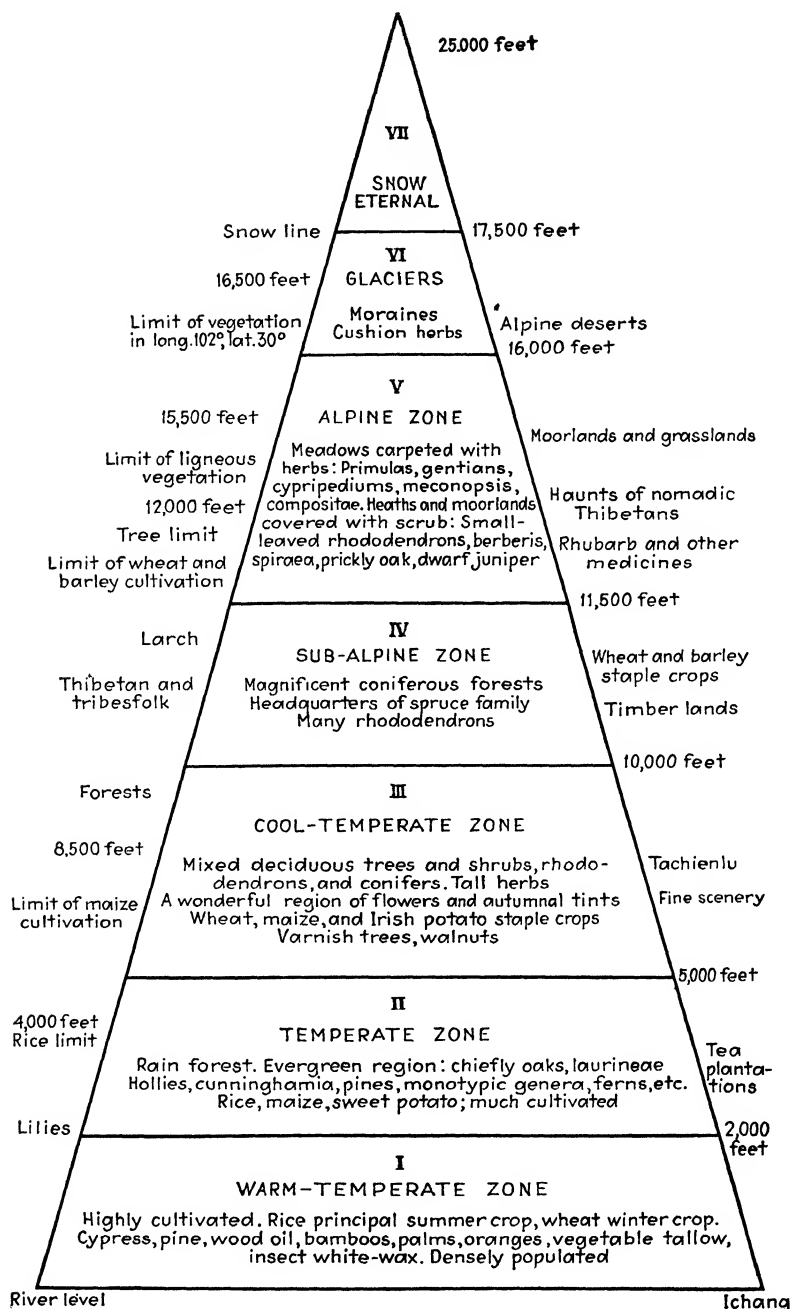 25.000 feet
VII
SNOW
ETERNAL
Snow line
17,500 feet
VI
16,500 feet
GLACIERS
Moraines
Cushion herbs
Limit of vegetation
in long.102°, lat.30°
Alpine deserts
16,000 feet
V
15,500 feet
ALPINE ZONE
Moorlands and grasslands
Meadows carpeted with
herbs: Primulas, gentians,
cypripediums, meconopsis,
compositae. Heaths and moorlands
covered with scrub: Small-
leaved rhododendrons, berberis,
spiraea, prickly oak, dwarf juniper
Limit of ligneous
vegetation
12,000 feet
Tree limit
Limit of wheat and
barley cultivation
Haunts of nomadic
Thibetans
Rhubarb and other
medicines
11,500 feet
IV
SUB-ALPINE ZONE
Magnificent coniferous forests
Headquarters of spruce family
Many rhododendrons
Larch
Thibetan and
tribesfolk
Wheat and barley
staple crops
Timber lands
10,000 feet
Forests
III
COOL-TEMPERATE ZONE
8,500 feet
Mixed deciduous trees and shrubs, rhodo-
dendrons, and conifers. Tall herbs
A wonderful region of flowers and autumnal tints
Wheat, maize, and Irish potato staple crops
Varnish trees, walnuts
Limit of maize
cultivation
Tachienlu
Fine scenery
5,000 feet
II
4,000 feet
Rice limit
TEMPERATE ZONE
Rain forest. Evergreen region: chiefly oaks, laurineae
Hollies, cunninghamia, pines, monotypic genera, ferns, etc.
Rice, maize, sweet potato; much cultivated
Tea
planta-
tions
Lilies
2,000
feet
I
WARM-TEMPERATE ZONE
Highly cultivated. Rice principal summer crop, wheat winter crop.
Cypress, pine, wood oil, bamboos, palms, oranges, vegetable tallow,
insect white-wax. Densely populated
River level
Ichang